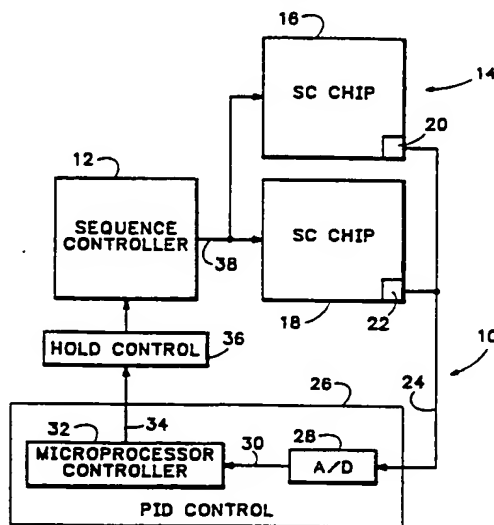 16
SC CHIP
14
20
12
SEQUENCE
CONTROLLER
38
SC CHIP
22
18
HOLD CONTROL
36
10
26
24
32
34
28
MICROPROCESSOR
CONTROLLER
30
A/D
PID CONTROL